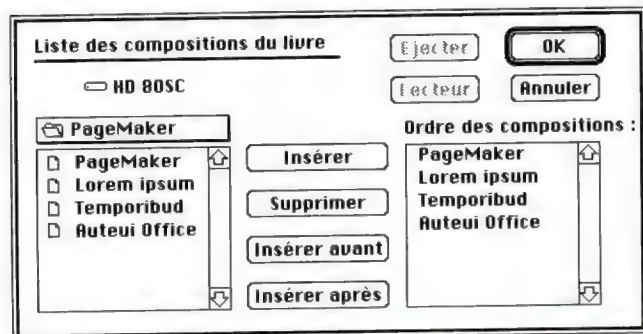 Liste des compositions du livre
Ejecter
OK
HD 80SC
Lecteur
Annuler
PageMaker
Ordre des compositions :
PageMaker
Lorem ipsum
Temporibud
Auteui Office
Insérer
Supprimer
Insérer avant
Insérer après
PageMaker
Lorem ipsum
Temporibud
Auteui Office